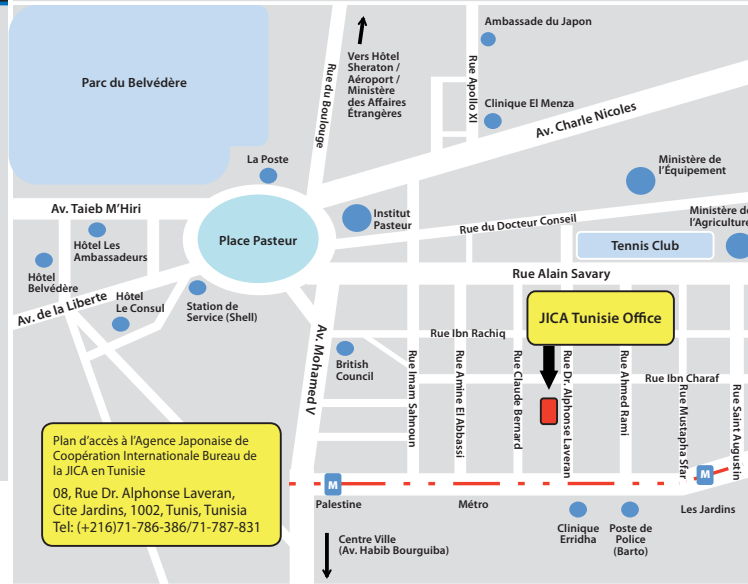 Ambassade du Japon
Vers Hôtel
Sheraton /
Aéroport /
Ministère
des Affaires
Étrangères
Rue du Boulouge
Rue Apollo XI
Parc du Belvédère
Clinique El Menza
Av. Charle Nicoles
La Poste
Ministère de
l'Équipement
Av. Taieb M'Hiri
Institut
Pasteur
Rue du Docteur Conseil
Ministère de
l'Agriculture
Place Pasteur
Hôtel Les
Ambassadeurs
Tennis Club
Hôtel
Belvédère
Rue Alain Savary
Av. de la Liberte
Hôtel
Le Consul
Station de
Service (Shell)
JICA Tunisie Office
Av. Mohamed V
Rue Ibn Rachiq
British
Council
Rue Imam Sahnoun
Rue Amine El Abbassi
Rue Claude Bernard
Rue Dr. Alphonse Laveran
Rue Ahmed Rami
Rue Ibn Charaf
Rue Mustapha Sfar
Rue Saint Augustin
Plan d'accès à l'Agence Japonaise de
Coopération Internationale Bureau de
la JICA en Tunisie
08, Rue Dr. Alphonse Laveran,
Cite Jardins, 1002, Tunis, Tunisia
Tel: (+216)71-786-386/71-787-831
M
M
Palestine
Métro
Les Jardins
Clinique
Erridha
Poste de
Police
(Barto)
Centre Ville
(Av. Habib Bourguiba)